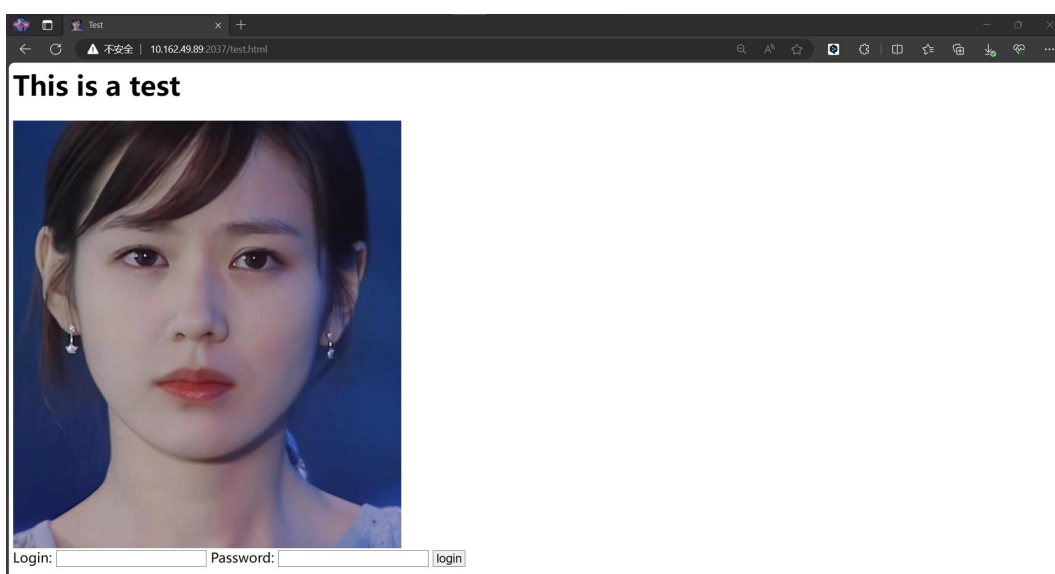 Test
不安全 | 10.162.49.89:2037/test.html
This is a test
Login: Password: login